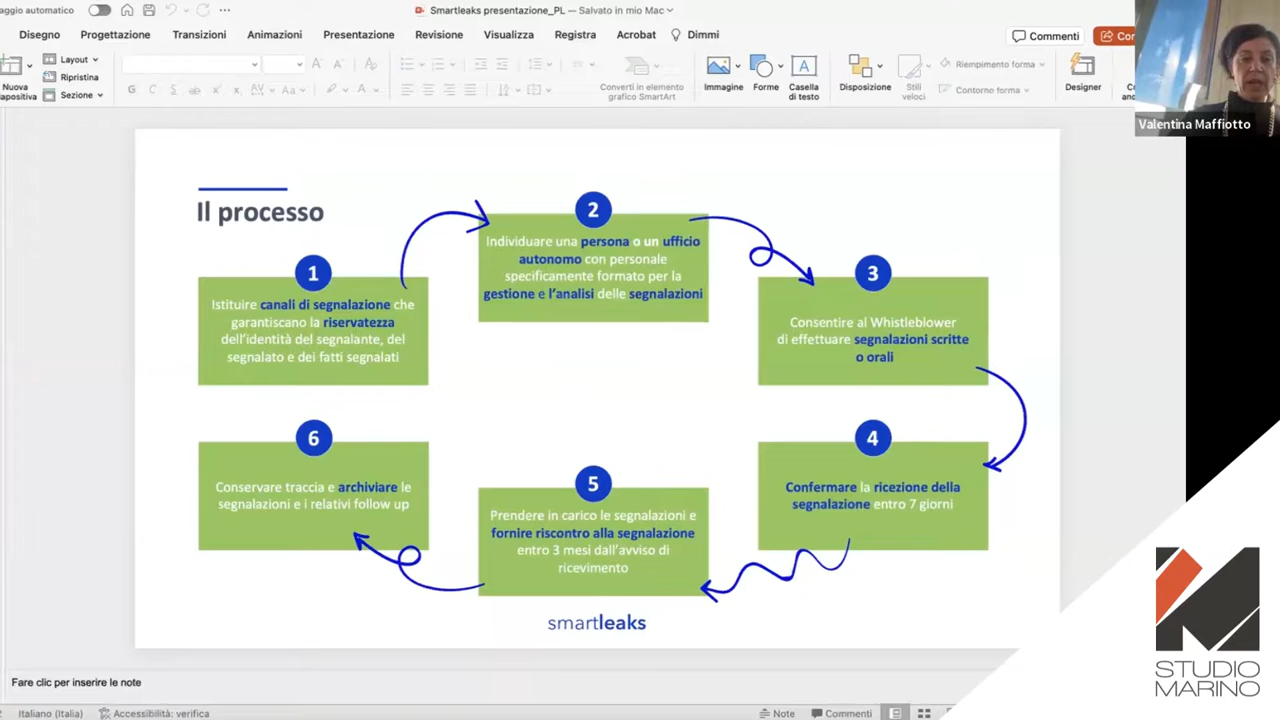 aggio automatico
Smartleaks presentazione_PL — Salvato in mio Mac
Disegno Progettazione Transizioni Animazioni Presentazione Revisione Visualizza Registra Acrobat Dimmi
Commenti
Nuova
Layout
Ripristina
Sezione
G C S
Converti in elemento
grafico SmartArt
Immagine
Forme
Casella
di testo
Disposizione
Stili
veloci
Riempimento forma
Contorno forma
Designer
Valentina Maffiotto
Il processo
1
Istituire canali di segnalazione che
garantiscano la riservatezza
dell'identità del segnalante, del
segnalato e dei fatti segnalati
2
Individuare una persona o un ufficio
autonomo con personale
specificamente formato per la
gestione e l'analisi delle segnalazioni
3
Consentire al Whistleblower
di effettuare segnalazioni scritte
o orali
4
Confermare la ricezione della
segnalazione entro 7 giorni
5
Prendere in carico le segnalazioni e
fornire riscontro alla segnalazione
entro 3 mesi dall'avviso di
ricevimento
6
Conservare traccia e archiviare le
segnalazioni e i relativi follow up
smartleaks
Fare clic per inserire le note
Italiano (Italia)
Accessibilità: verifica
Note
Commenti
STUDIO
MARINO